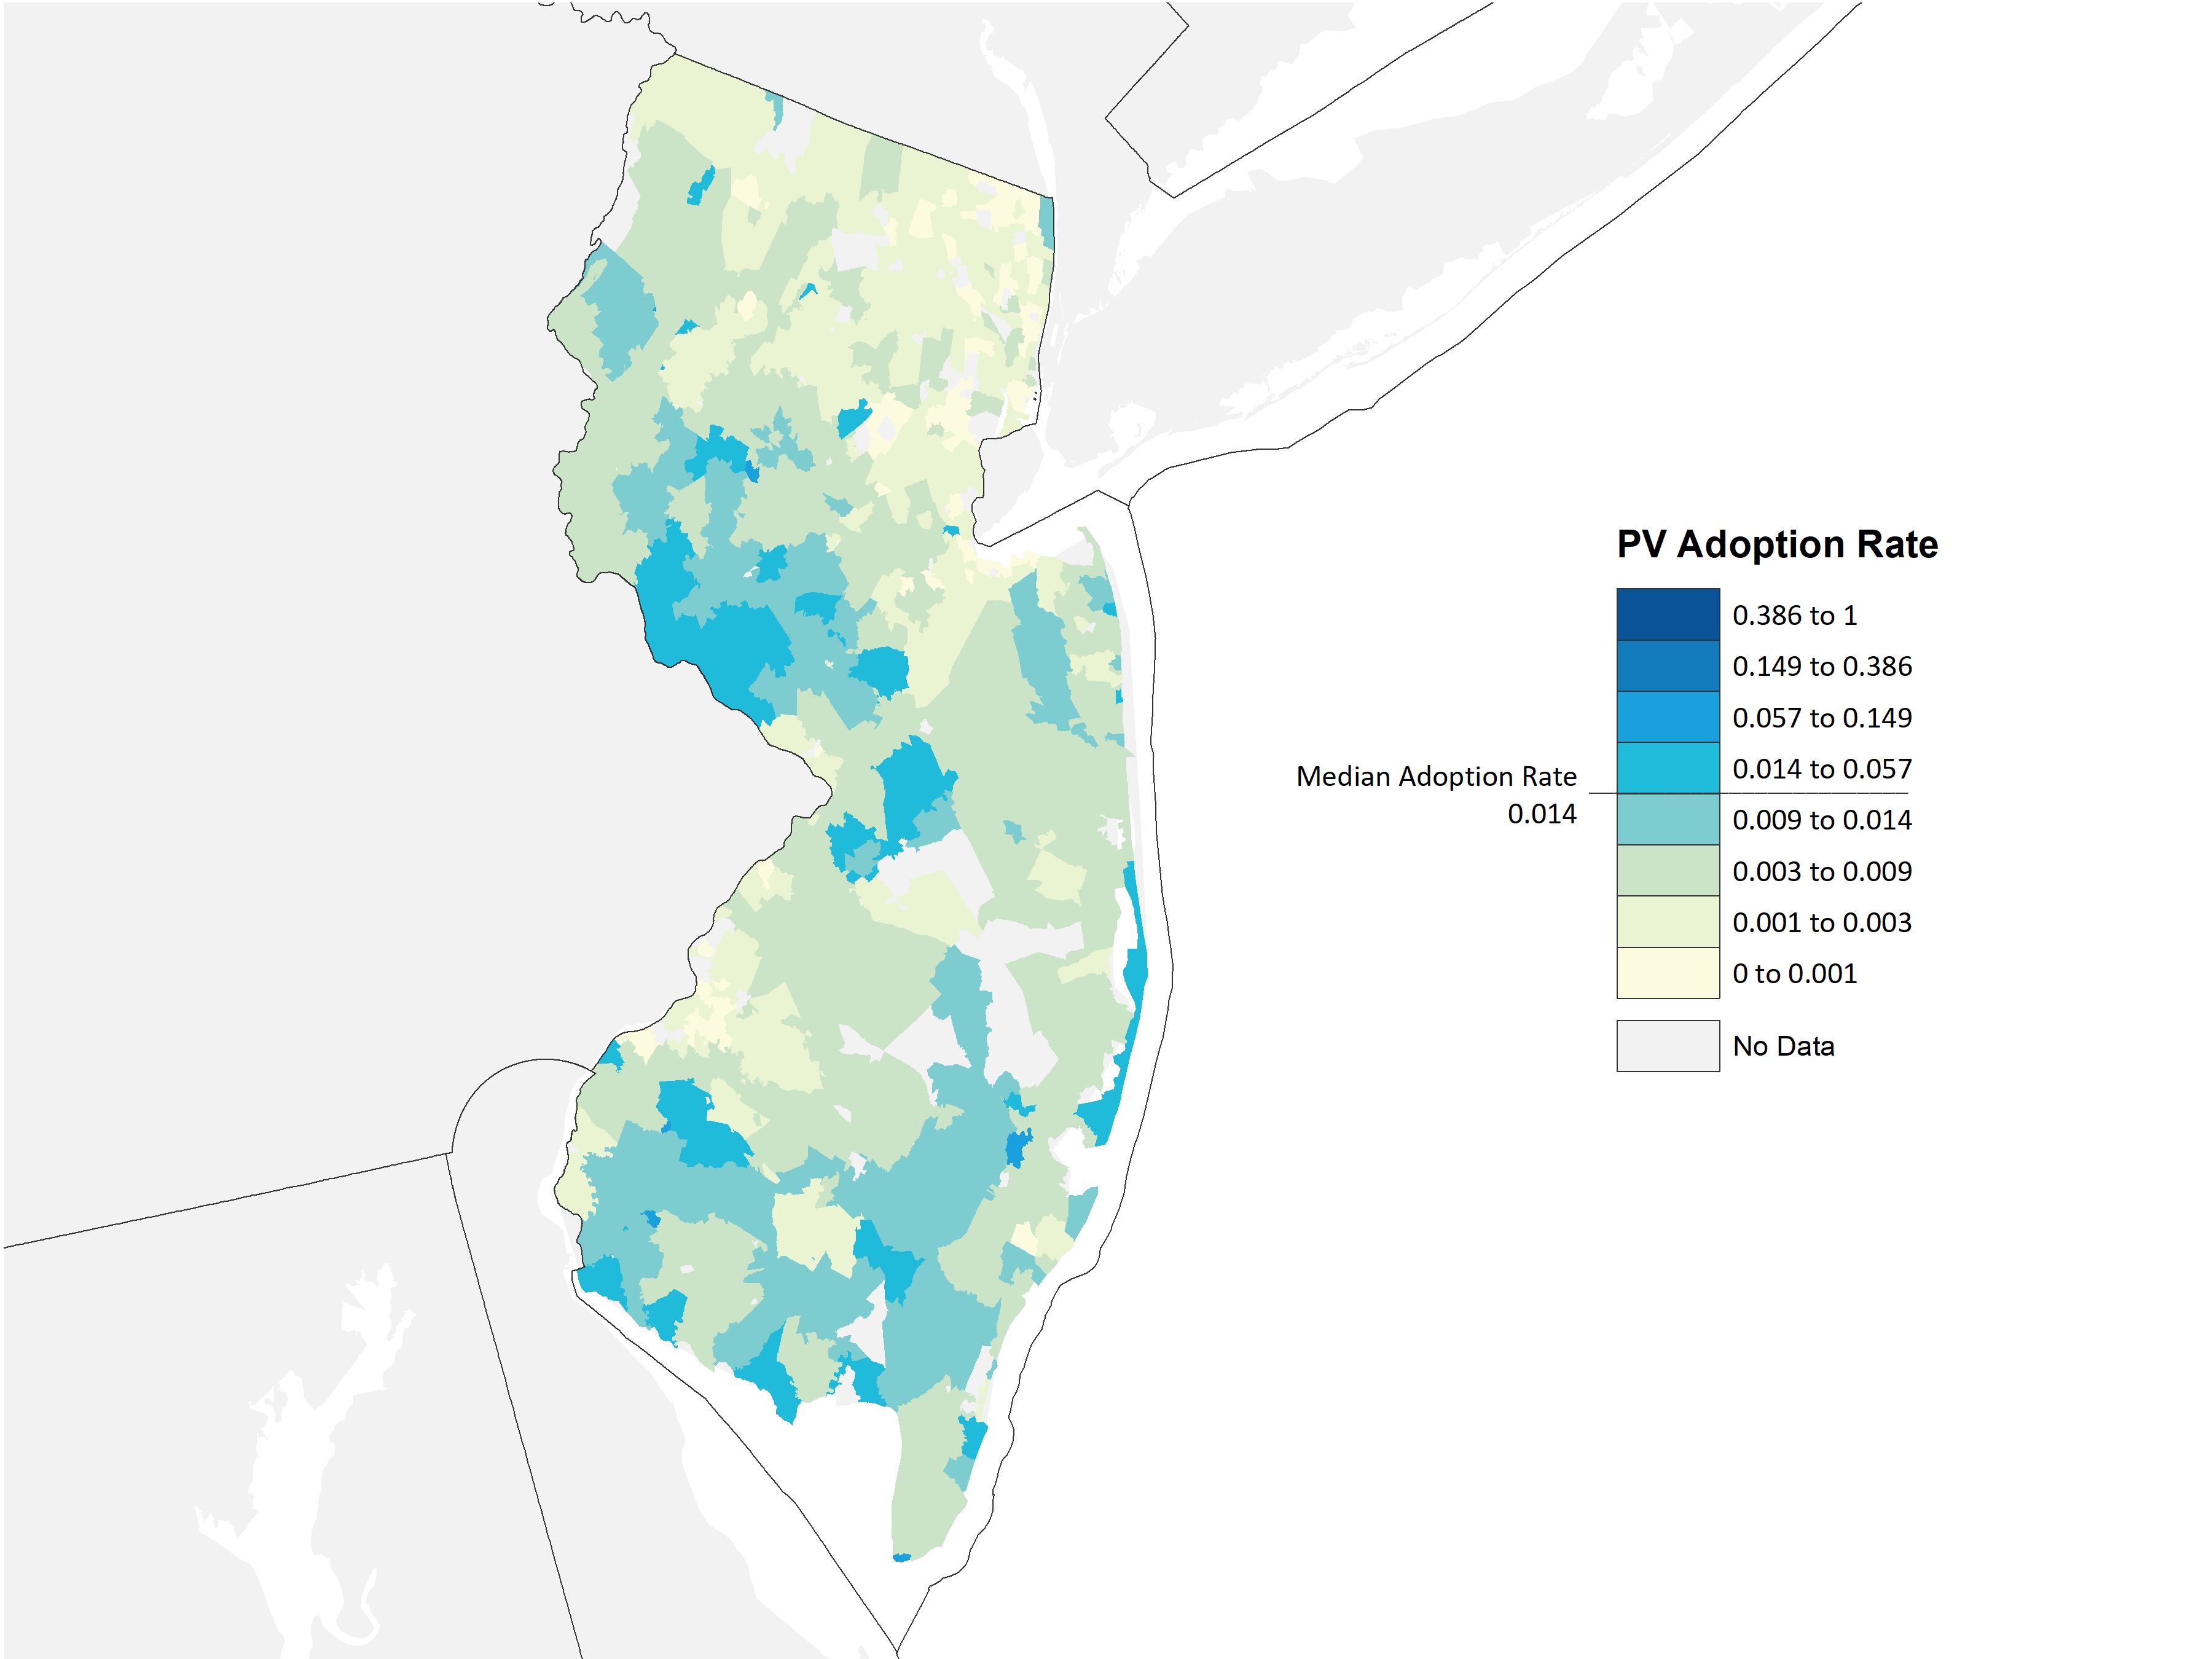 PV Adoption Rate
0.386 to 1
0.149 to 0.386
0.057 to 0.149
0.014 to 0.057
Median Adoption Rate
0.014
0.009 to 0.014
0.003 to 0.009
0.001 to 0.003
0 to 0.001
No Data